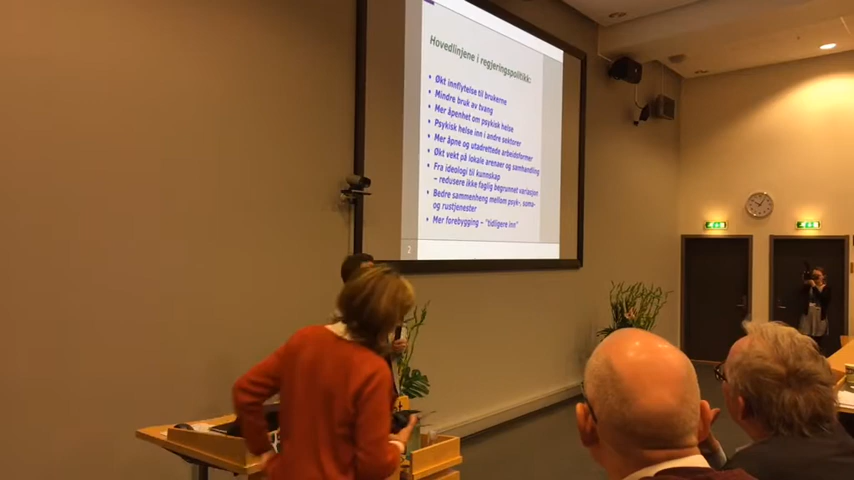 Hovedlinjene i regjeringspolitikk:
• Økt innflytelse til brukerne
• Mindre bruk av tvang
• Mer åpenhet om psykisk helse
• Psykisk helse inn i andre sektorer
• Mer åpne og utadrettede arbeidsformer
• Økt vekt på lokale arenaer og samhandling
• Fra ideologi til kunnskap
– redusere ikke faglig begrunnet variasjon
• Bedre sammenheng mellom psyk-, soma-
og rustjenester
• Mer forebygging – "tidligere inn"
2